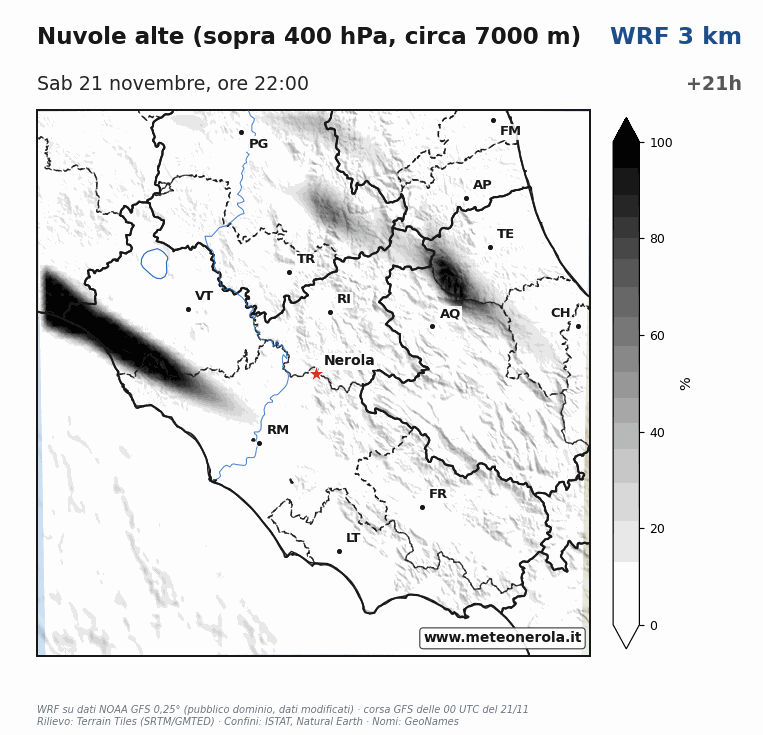 Nuvole alte (sopra 400 hPa, circa 7000 m) WRF 3 km
Sab 21 novembre, ore 22:00 +21h
FM
PG
AP
TE
TR
VT
RI
AQ
CH
Nerola
RM
FR
LT
www.meteonerola.it
100
80
60
40
20
0
%
WRF su dati NOAA GFS 0,25° (pubblico dominio, dati modificati) · corsa GFS delle 00 UTC del 21/11
Rilievo: Terrain Tiles (SRTM/GMTED) · Confini: ISTAT, Natural Earth · Nomi: GeoNames